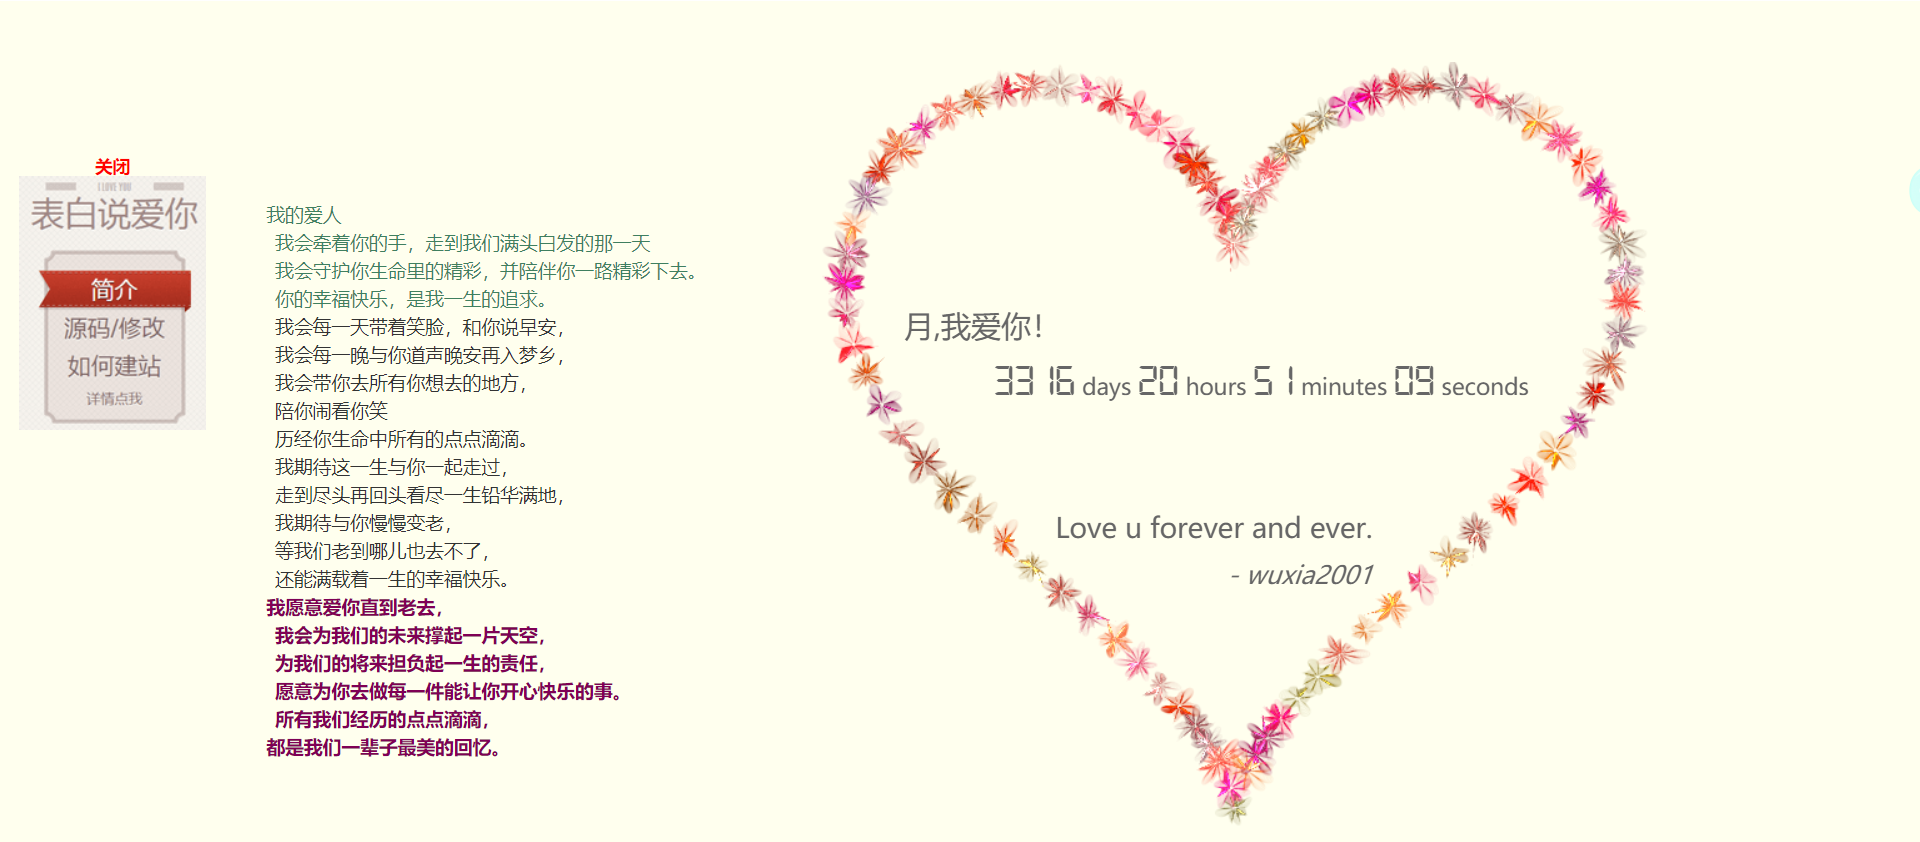 关闭
I LOVE YOU
表白说爱你
简介
源码/修改
如何建站
详情点我
我的爱人
我会牵着你的手，走到我们满头白发的那一天
我会守护你生命里的精彩，并陪伴你一路精彩下去。
你的幸福快乐，是我一生的追求。
我会每一天带着笑脸，和你说早安，
我会每一晚与你道声晚安再入梦乡，
我会带你去所有你想去的地方，
陪你闹看你笑
历经你生命中所有的点点滴滴。
我期待这一生与你一起走过，
走到尽头再回头看尽一生铅华满地，
我期待与你慢慢变老，
等我们老到哪儿也去不了，
还能满载着一生的幸福快乐。
我愿意爱你直到老去，
我会为我们的未来撑起一片天空，
为我们的将来担负起一生的责任，
愿意为你去做每一件能让你开心快乐的事。
所有我们经历的点点滴滴，
都是我们一辈子最美的回忆。
月,我爱你！
3316 days 20 hours 51 minutes 09 seconds
Love u forever and ever.
- wuxia2001